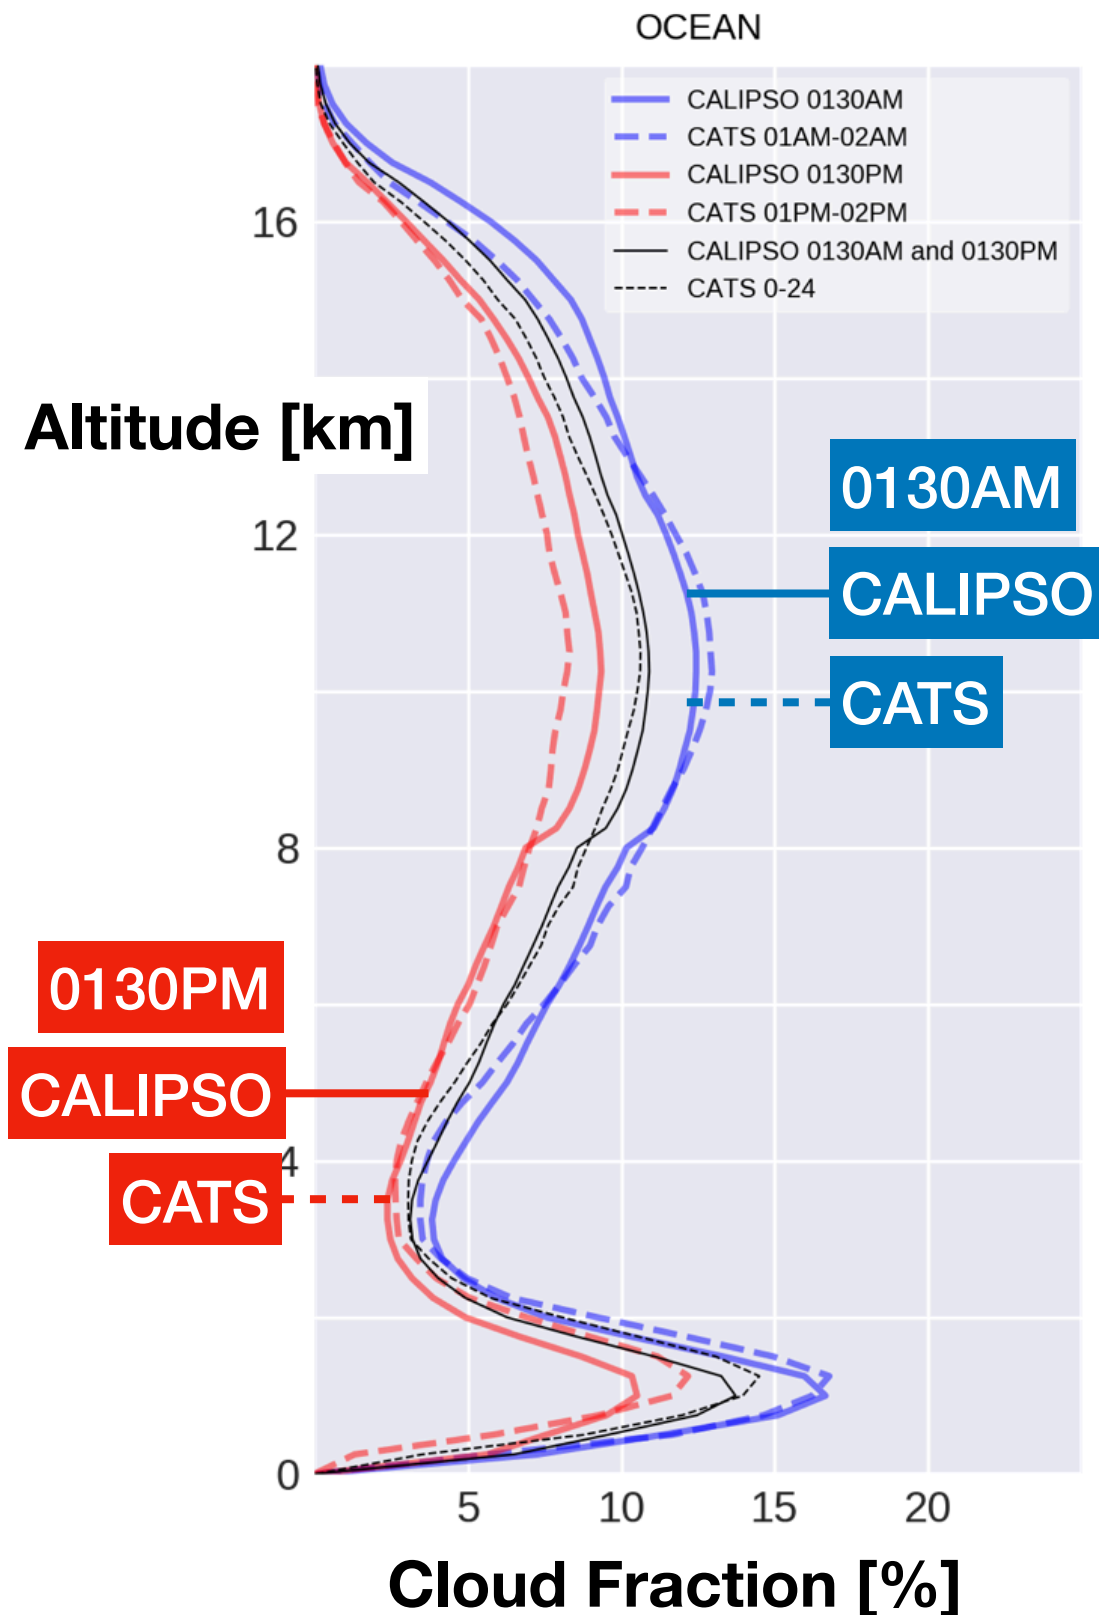 OCEAN
CALIPSO 0130AM
CATS 01AM-02AM
CALIPSO 0130PM
CATS 01PM-02PM
CALIPSO 0130AM and 0130PM
CATS 0-24
16
Altitude [km]
0130AM
12
CALIPSO
CATS
8
0130PM
CALIPSO
4
CATS
0
5 10 15 20
Cloud Fraction [%]